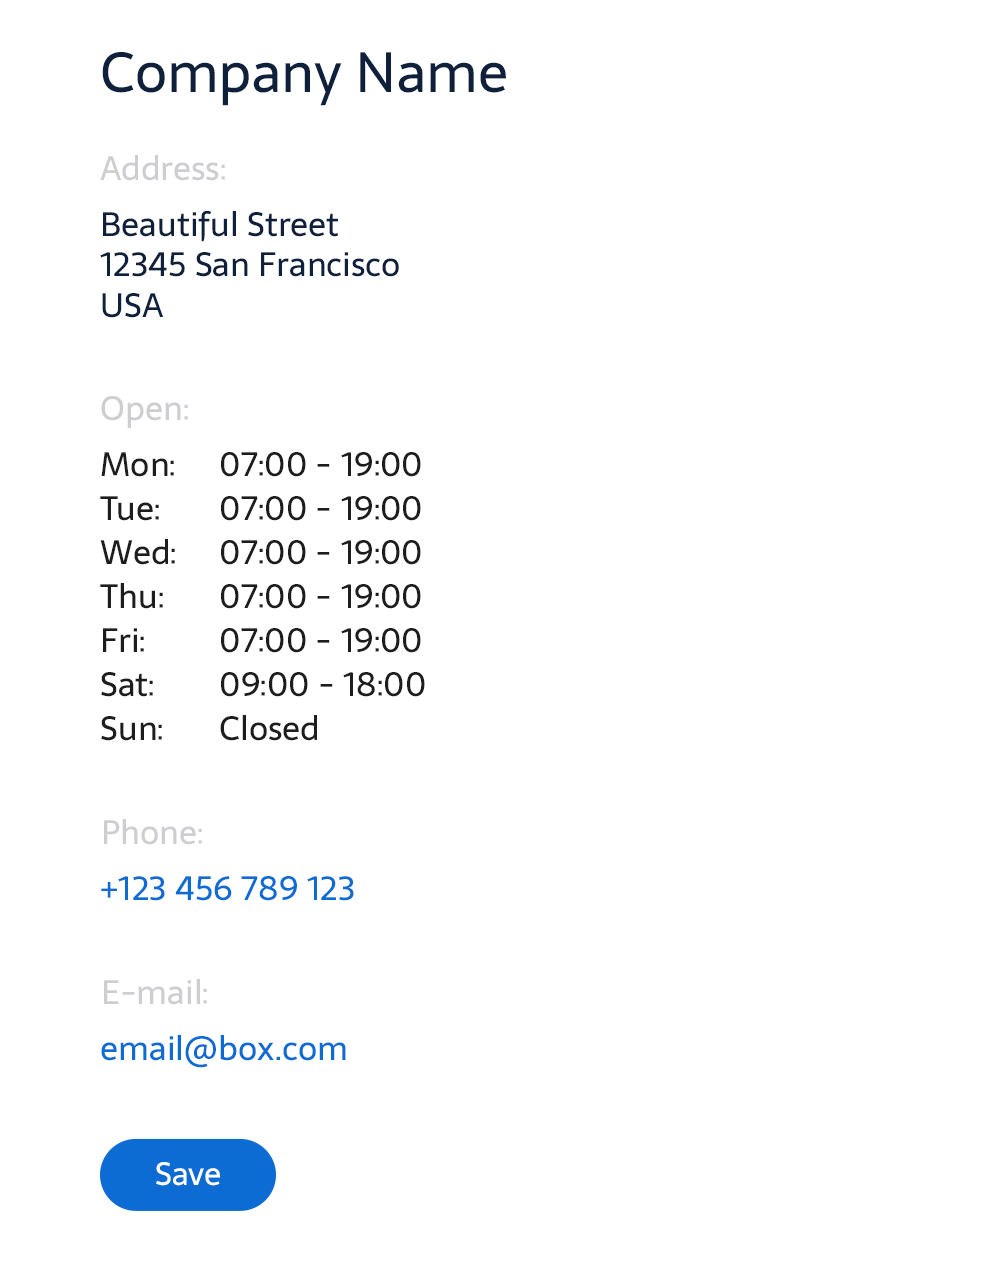 Company Name
Address:
Beautiful Street
12345 San Francisco
USA
Open:
Mon: 07:00 - 19:00
Tue: 07:00 - 19:00
Wed: 07:00 - 19:00
Thu: 07:00 - 19:00
Fri: 07:00 - 19:00
Sat: 09:00 - 18:00
Sun: Closed
Phone:
+123 456 789 123
E-mail:
email@box.com
Save